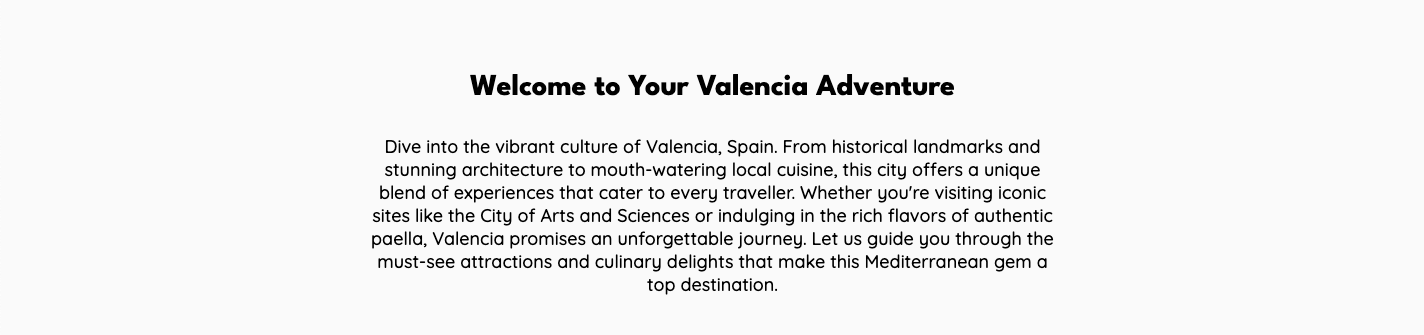 Welcome to Your Valencia Adventure
Dive into the vibrant culture of Valencia, Spain. From historical landmarks and
stunning architecture to mouth-watering local cuisine, this city offers a unique
blend of experiences that cater to every traveller. Whether you're visiting iconic
sites like the City of Arts and Sciences or indulging in the rich flavors of authentic
paella, Valencia promises an unforgettable journey. Let us guide you through the
must-see attractions and culinary delights that make this Mediterranean gem a
top destination.